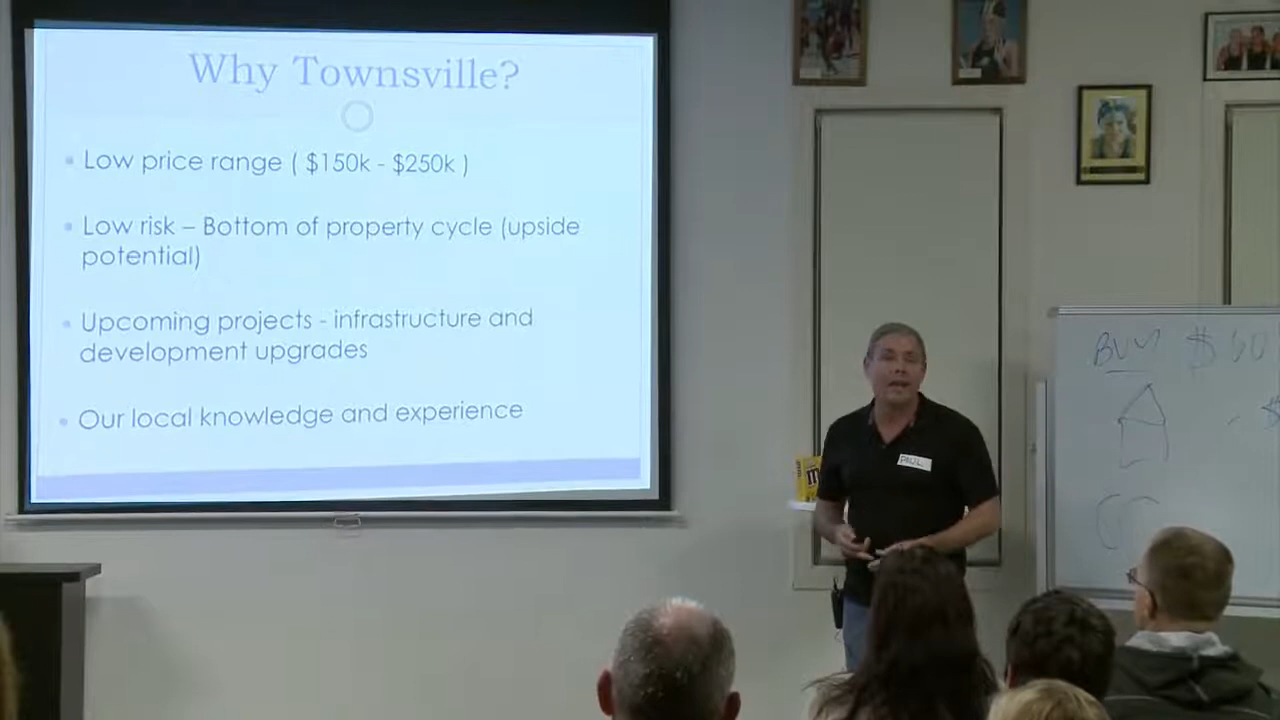 Why Townsville?
Low price range ( $150k - $250k )
Low risk – Bottom of property cycle (upside
potential)
Upcoming projects - infrastructure and
development upgrades
Our local knowledge and experience
PAUL
m
BUY $ 60
$